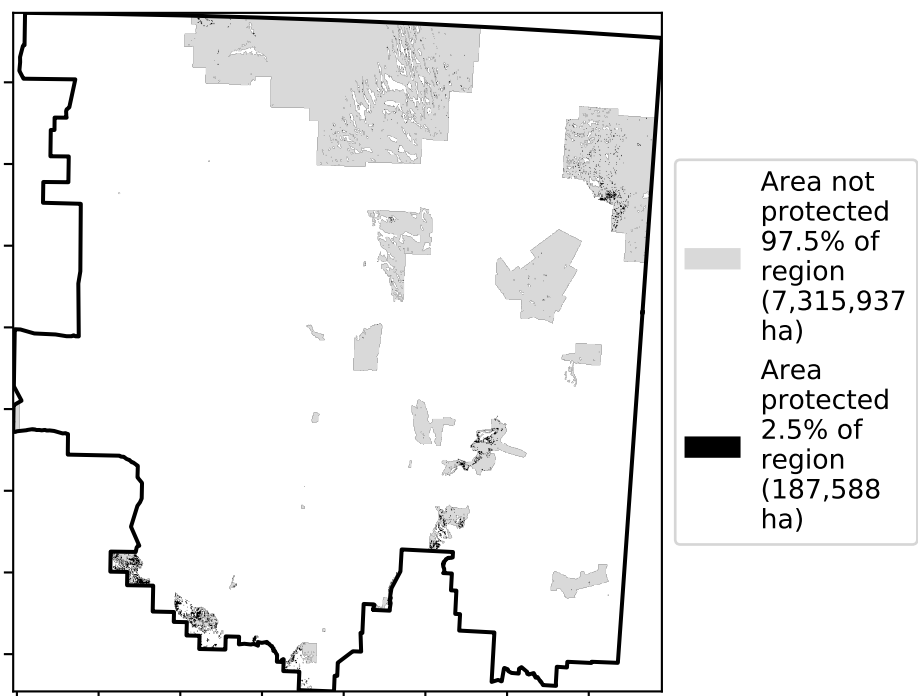 Area not
protected
97.5% of
region
(7,315,937
ha)
Area
protected
2.5% of
region
(187,588
ha)